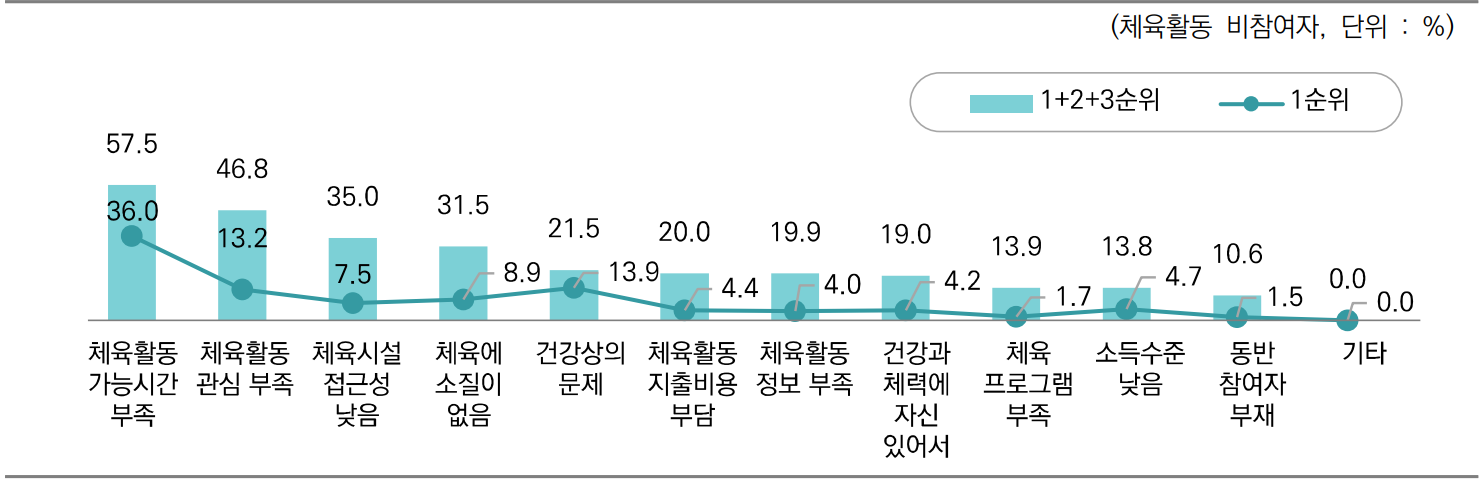 (체육활동 비참여자, 단위 : %)
1+2+3순위 1순위
57.5 46.8 35.0 31.5 21.5 20.0 19.9 19.0 13.9 13.8 10.6 0.0
36.0 13.2 7.5 8.9 13.9 4.4 4.0 4.2 1.7 4.7 1.5 0.0
체육활동 체육활동 체육시설 체육에 건강상의 체육활동 체육활동 건강과 체육 소득수준 동반 기타
가능시간 관심 부족 접근성 소질이 문제 지출비용 정보 부족 체력에 프로그램 낮음 참여자
부족 낮음 없음 부담 자신 부족 부재
있어서